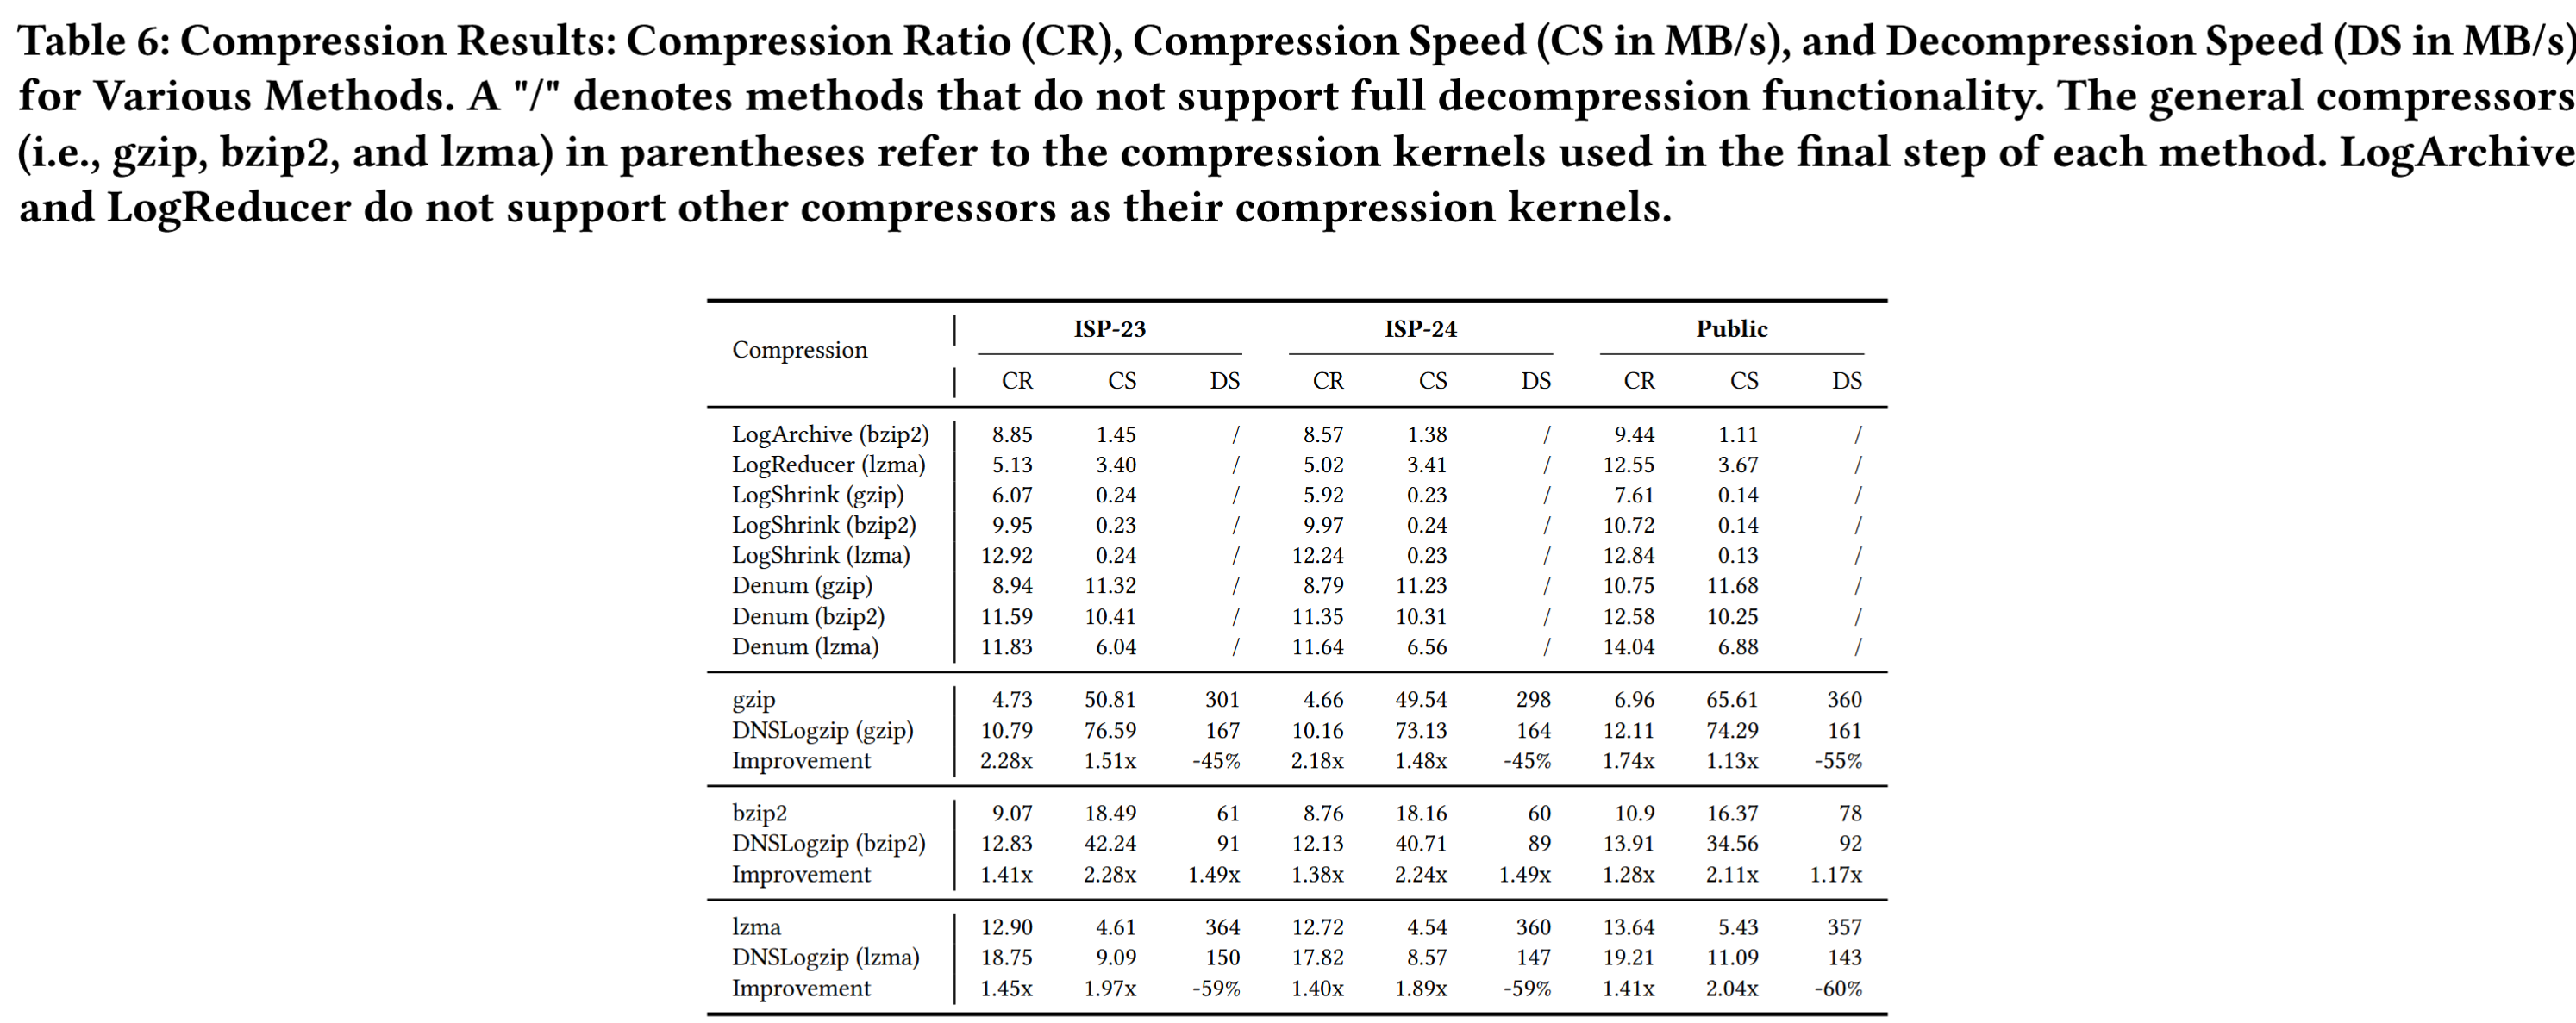 Table 6: Compression Results: Compression Ratio (CR), Compression Speed (CS in MB/s), and Decompression Speed (DS in MB/s)
for Various Methods. A "/" denotes methods that do not support full decompression functionality. The general compressors
(i.e., gzip, bzip2, and lzma) in parentheses refer to the compression kernels used in the final step of each method. LogArchive
and LogReducer do not support other compressors as their compression kernels.
Compression ISP-23 ISP-24 Public
CR CS DS CR CS DS CR CS DS
LogArchive (bzip2) 8.85 1.45 / 8.57 1.38 / 9.44 1.11 /
LogReducer (lzma) 5.13 3.40 / 5.02 3.41 / 12.55 3.67 /
LogShrink (gzip) 6.07 0.24 / 5.92 0.23 / 7.61 0.14 /
LogShrink (bzip2) 9.95 0.23 / 9.97 0.24 / 10.72 0.14 /
LogShrink (lzma) 12.92 0.24 / 12.24 0.23 / 12.84 0.13 /
Denum (gzip) 8.94 11.32 / 8.79 11.23 / 10.75 11.68 /
Denum (bzip2) 11.59 10.41 / 11.35 10.31 / 12.58 10.25 /
Denum (lzma) 11.83 6.04 / 11.64 6.56 / 14.04 6.88 /
gzip 4.73 50.81 301 4.66 49.54 298 6.96 65.61 360
DNSLogzip (gzip) 10.79 76.59 167 10.16 73.13 164 12.11 74.29 161
Improvement 2.28x 1.51x -45% 2.18x 1.48x -45% 1.74x 1.13x -55%
bzip2 9.07 18.49 61 8.76 18.16 60 10.9 16.37 78
DNSLogzip (bzip2) 12.83 42.24 91 12.13 40.71 89 13.91 34.56 92
Improvement 1.41x 2.28x 1.49x 1.38x 2.24x 1.49x 1.28x 2.11x 1.17x
lzma 12.90 4.61 364 12.72 4.54 360 13.64 5.43 357
DNSLogzip (lzma) 18.75 9.09 150 17.82 8.57 147 19.21 11.09 143
Improvement 1.45x 1.97x -59% 1.40x 1.89x -59% 1.41x 2.04x -60%